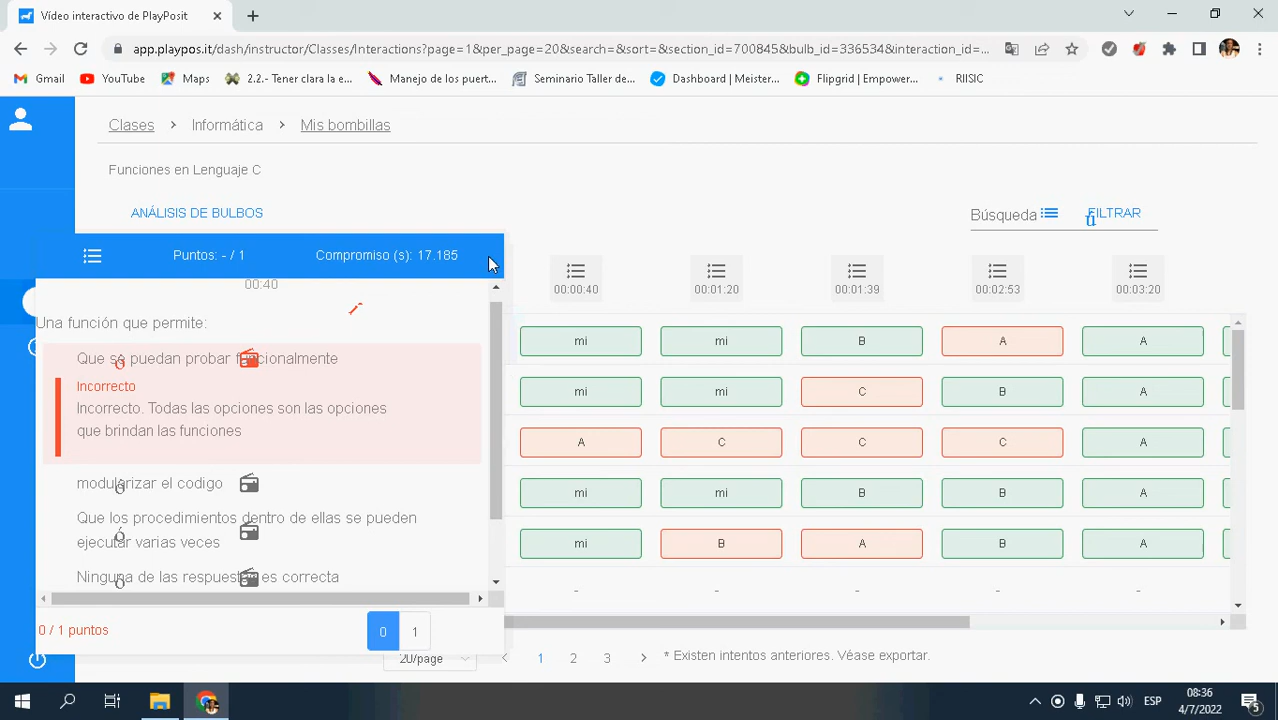 Vídeo interactivo de PlayPosit
app.playpos.it/dash/instructor/Classes/Interactions?page=1&per_page=20&search=&sort=&section_id=700845&bulb_id=336534&interaction_id=...
Gmail YouTube Maps 2.2.- Tener clara la e... Manejo de los puert... Seminario Taller de... Dashboard | Meister... Flipgrid | Empower... RIISIC
Clases > Informática > Mis bombillas
Funciones en Lenguaje C
ANÁLISIS DE BULBOS
Búsqueda FILTRAR
Puntos: - / 1 Compromiso (s): 17.185
00:00:40 00:01:20 00:01:39 00:02:53 00:03:20
00:40
Una función que permite:
Que se puedan probar funcionalmente
Incorrecto
Incorrecto. Todas las opciones son las opciones
que brindan las funciones
modularizar el codigo
Que los procedimientos dentro de ellas se pueden
ejecutar varias veces
Ninguna de las respuestas es correcta
0 / 1 puntos
0 1
mi mi B A A
mi mi C B A
A C C C A
mi mi B B A
mi B A B A
- - - - -
20/page < 1 2 3 > * Existen intentos anteriores. Véase exportar.
ESP
08:36
4/7/2022
5